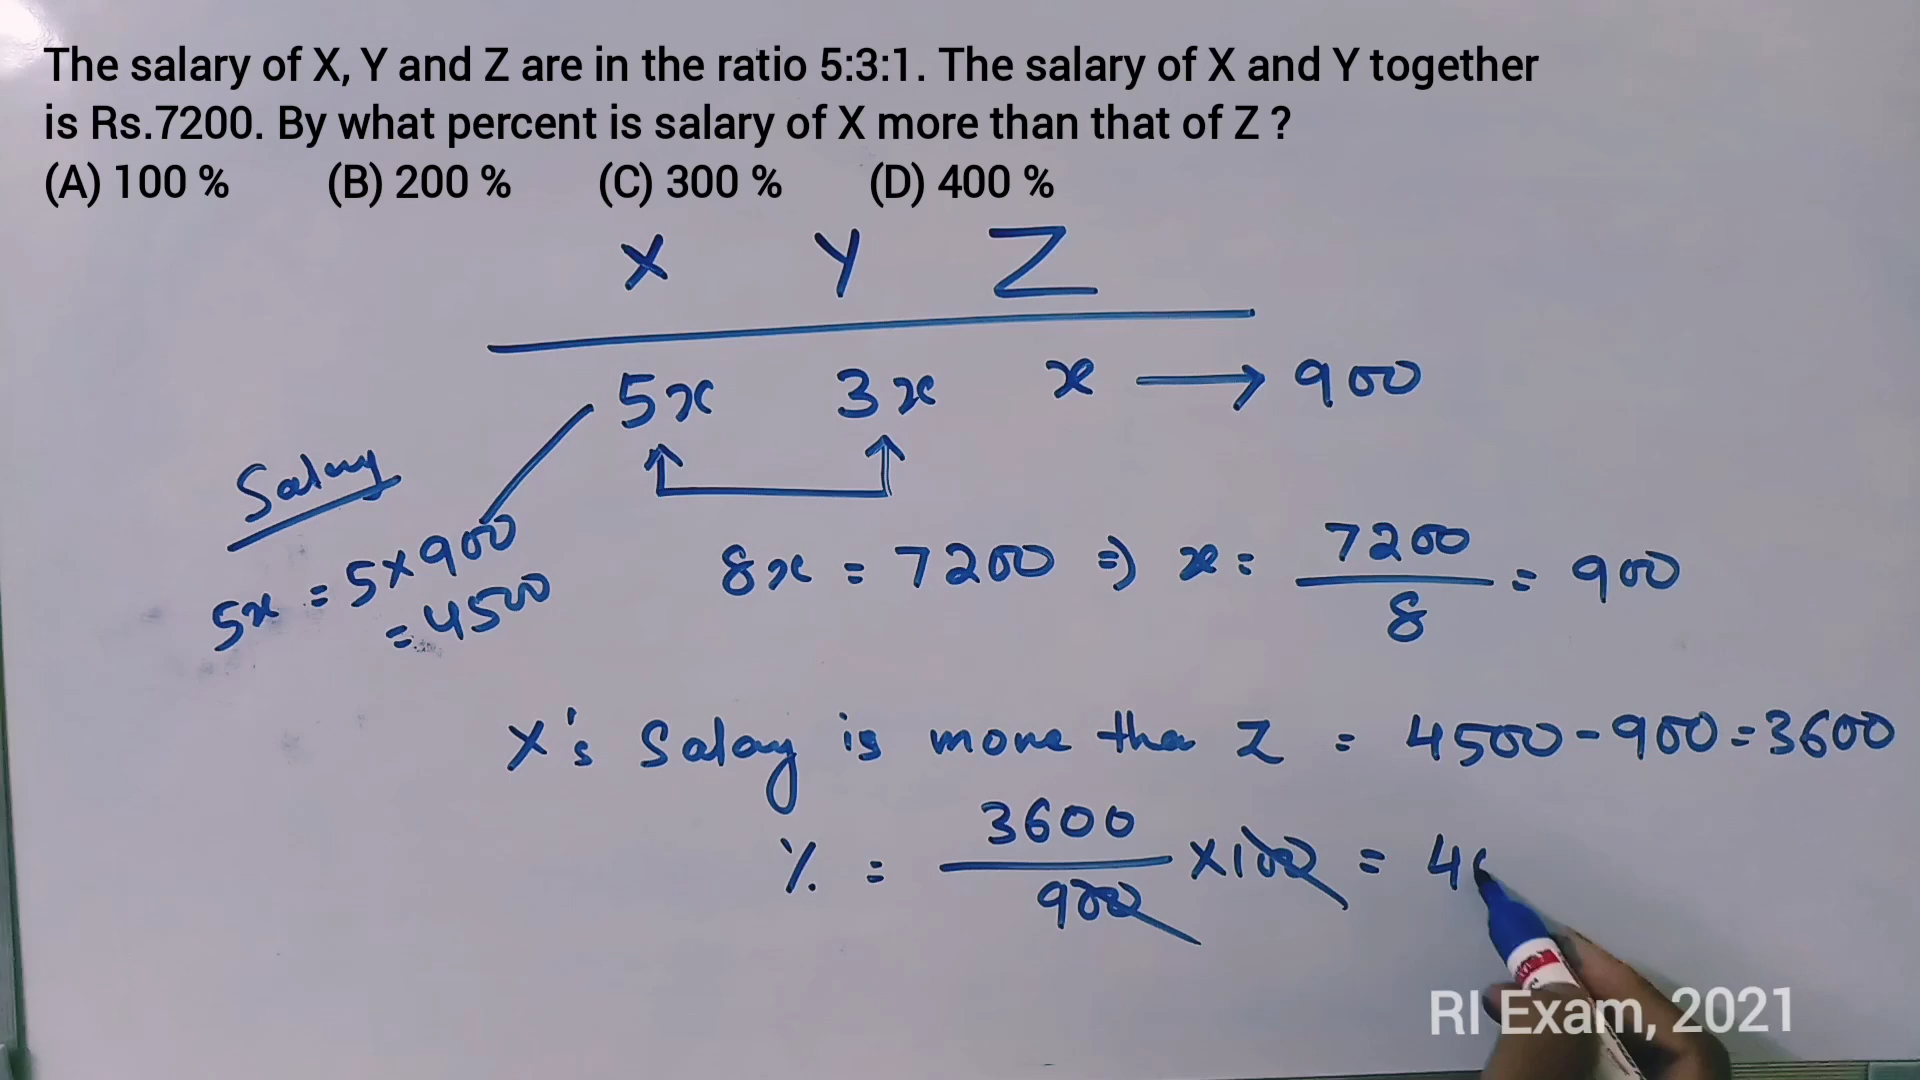 The salary of X, Y and Z are in the ratio 5:3:1. The salary of X and Y together
is Rs.7200. By what percent is salary of X more than that of Z ?
(A) 100 % (B) 200 % (C) 300 % (D) 400 %
X Y Z
5x 3x x → 900
Salary
5x = 5×900
= 4500
8x = 7200 ⇒ x = 7200/8 = 900
X's Salary is more than Z = 4500-900=3600
% = 3600/900 ×100 = 40
RI Exam, 2021